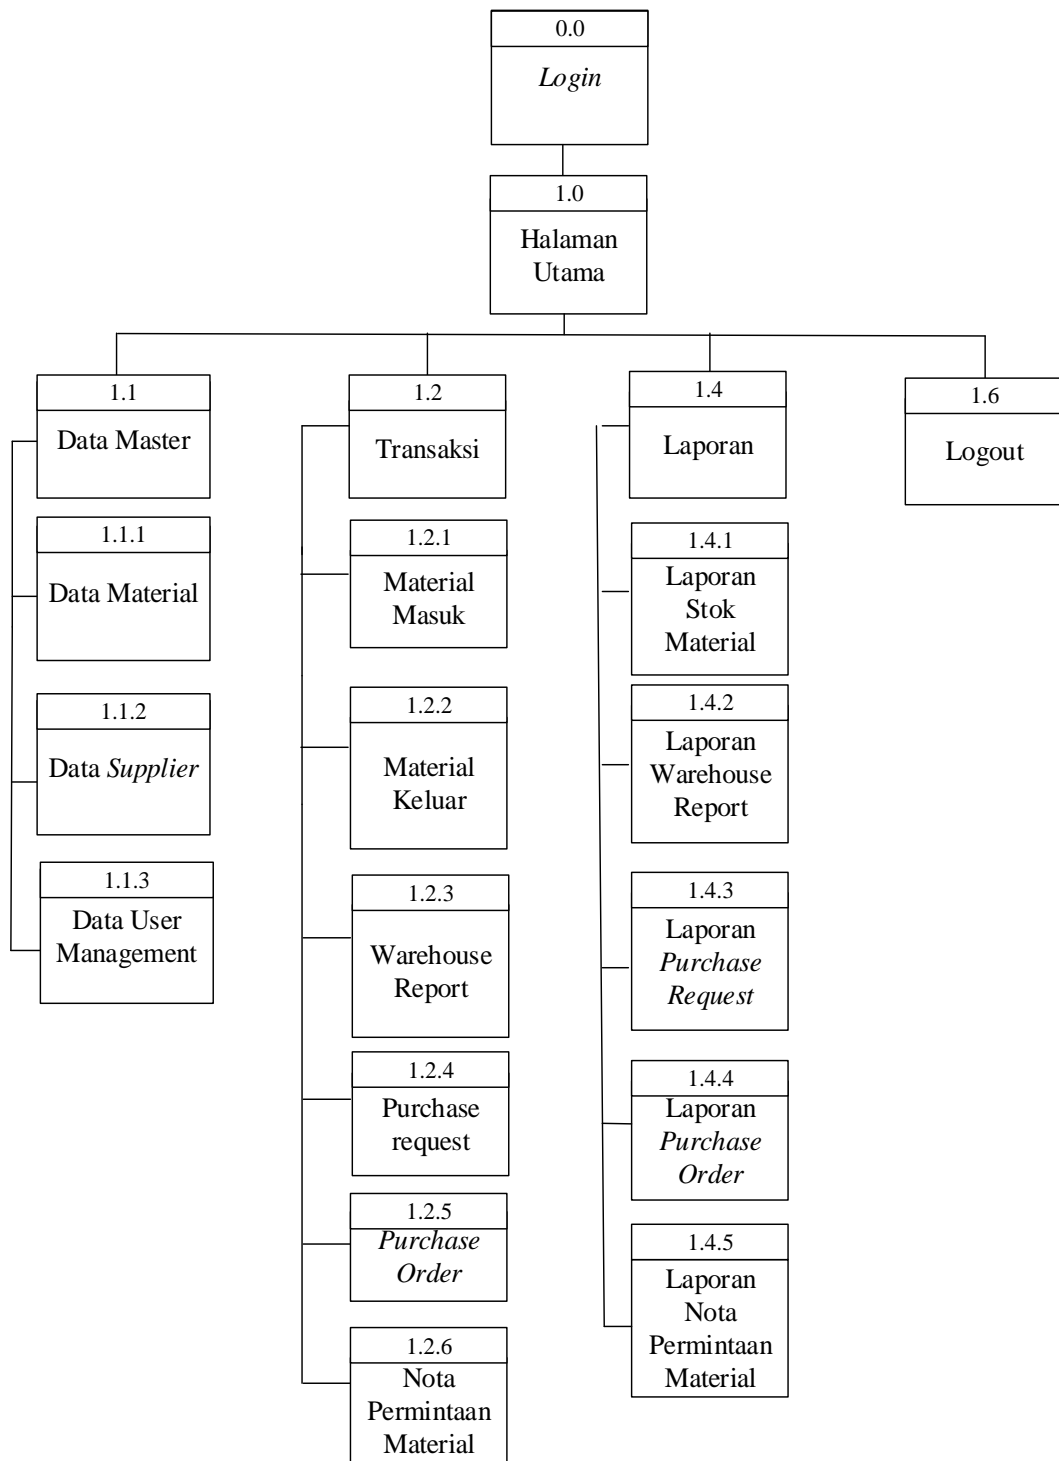 0.0
Login
1.0
Halaman
Utama
1.1
Data Master
1.1.1
Data Material
1.1.2
Data Supplier
1.1.3
Data User
Management
1.2
Transaksi
1.2.1
Material
Masuk
1.2.2
Material
Keluar
1.2.3
Warehouse
Report
1.2.4
Purchase
request
1.2.5
Purchase
Order
1.2.6
Nota
Permintaan
Material
1.4
Laporan
1.4.1
Laporan
Stok
Material
1.4.2
Laporan
Warehouse
Report
1.4.3
Laporan
Purchase
Request
1.4.4
Laporan
Purchase
Order
1.4.5
Laporan
Nota
Permintaan
Material
1.6
Logout